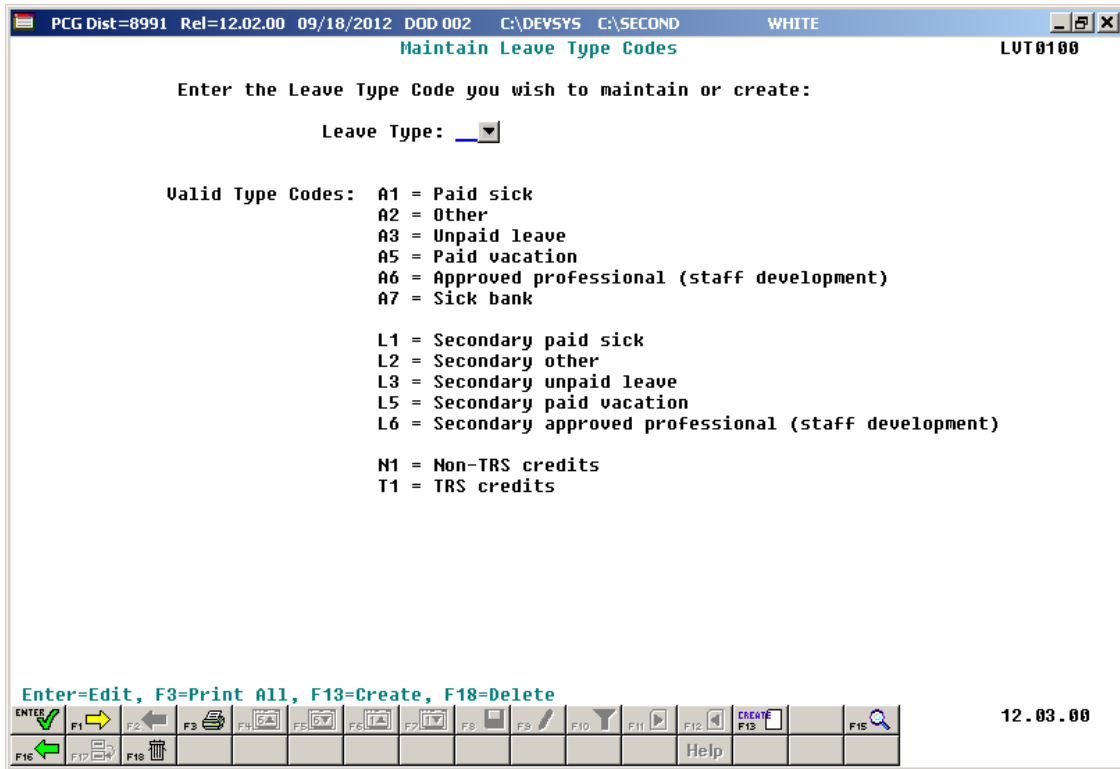 PCG Dist=8991 Rel=12.02.00 09/18/2012 DOD 002 C:\DEVSYS C:\SECOND WHITE
Maintain Leave Type Codes LVT0100
Enter the Leave Type Code you wish to maintain or create:
Leave Type: __
Valid Type Codes: A1 = Paid sick
A2 = Other
A3 = Unpaid leave
A5 = Paid vacation
A6 = Approved professional (staff development)
A7 = Sick bank
L1 = Secondary paid sick
L2 = Secondary other
L3 = Secondary unpaid leave
L5 = Secondary paid vacation
L6 = Secondary approved professional (staff development)
N1 = Non-TRS credits
T1 = TRS credits
Enter=Edit, F3=Print All, F13=Create, F18=Delete
ENTER F1 F2 F3 F4 F5 F6 F7 F8 F9 F10 F11 F12 CREATE F13 F15 12.03.00
F16 F17 F18 Help